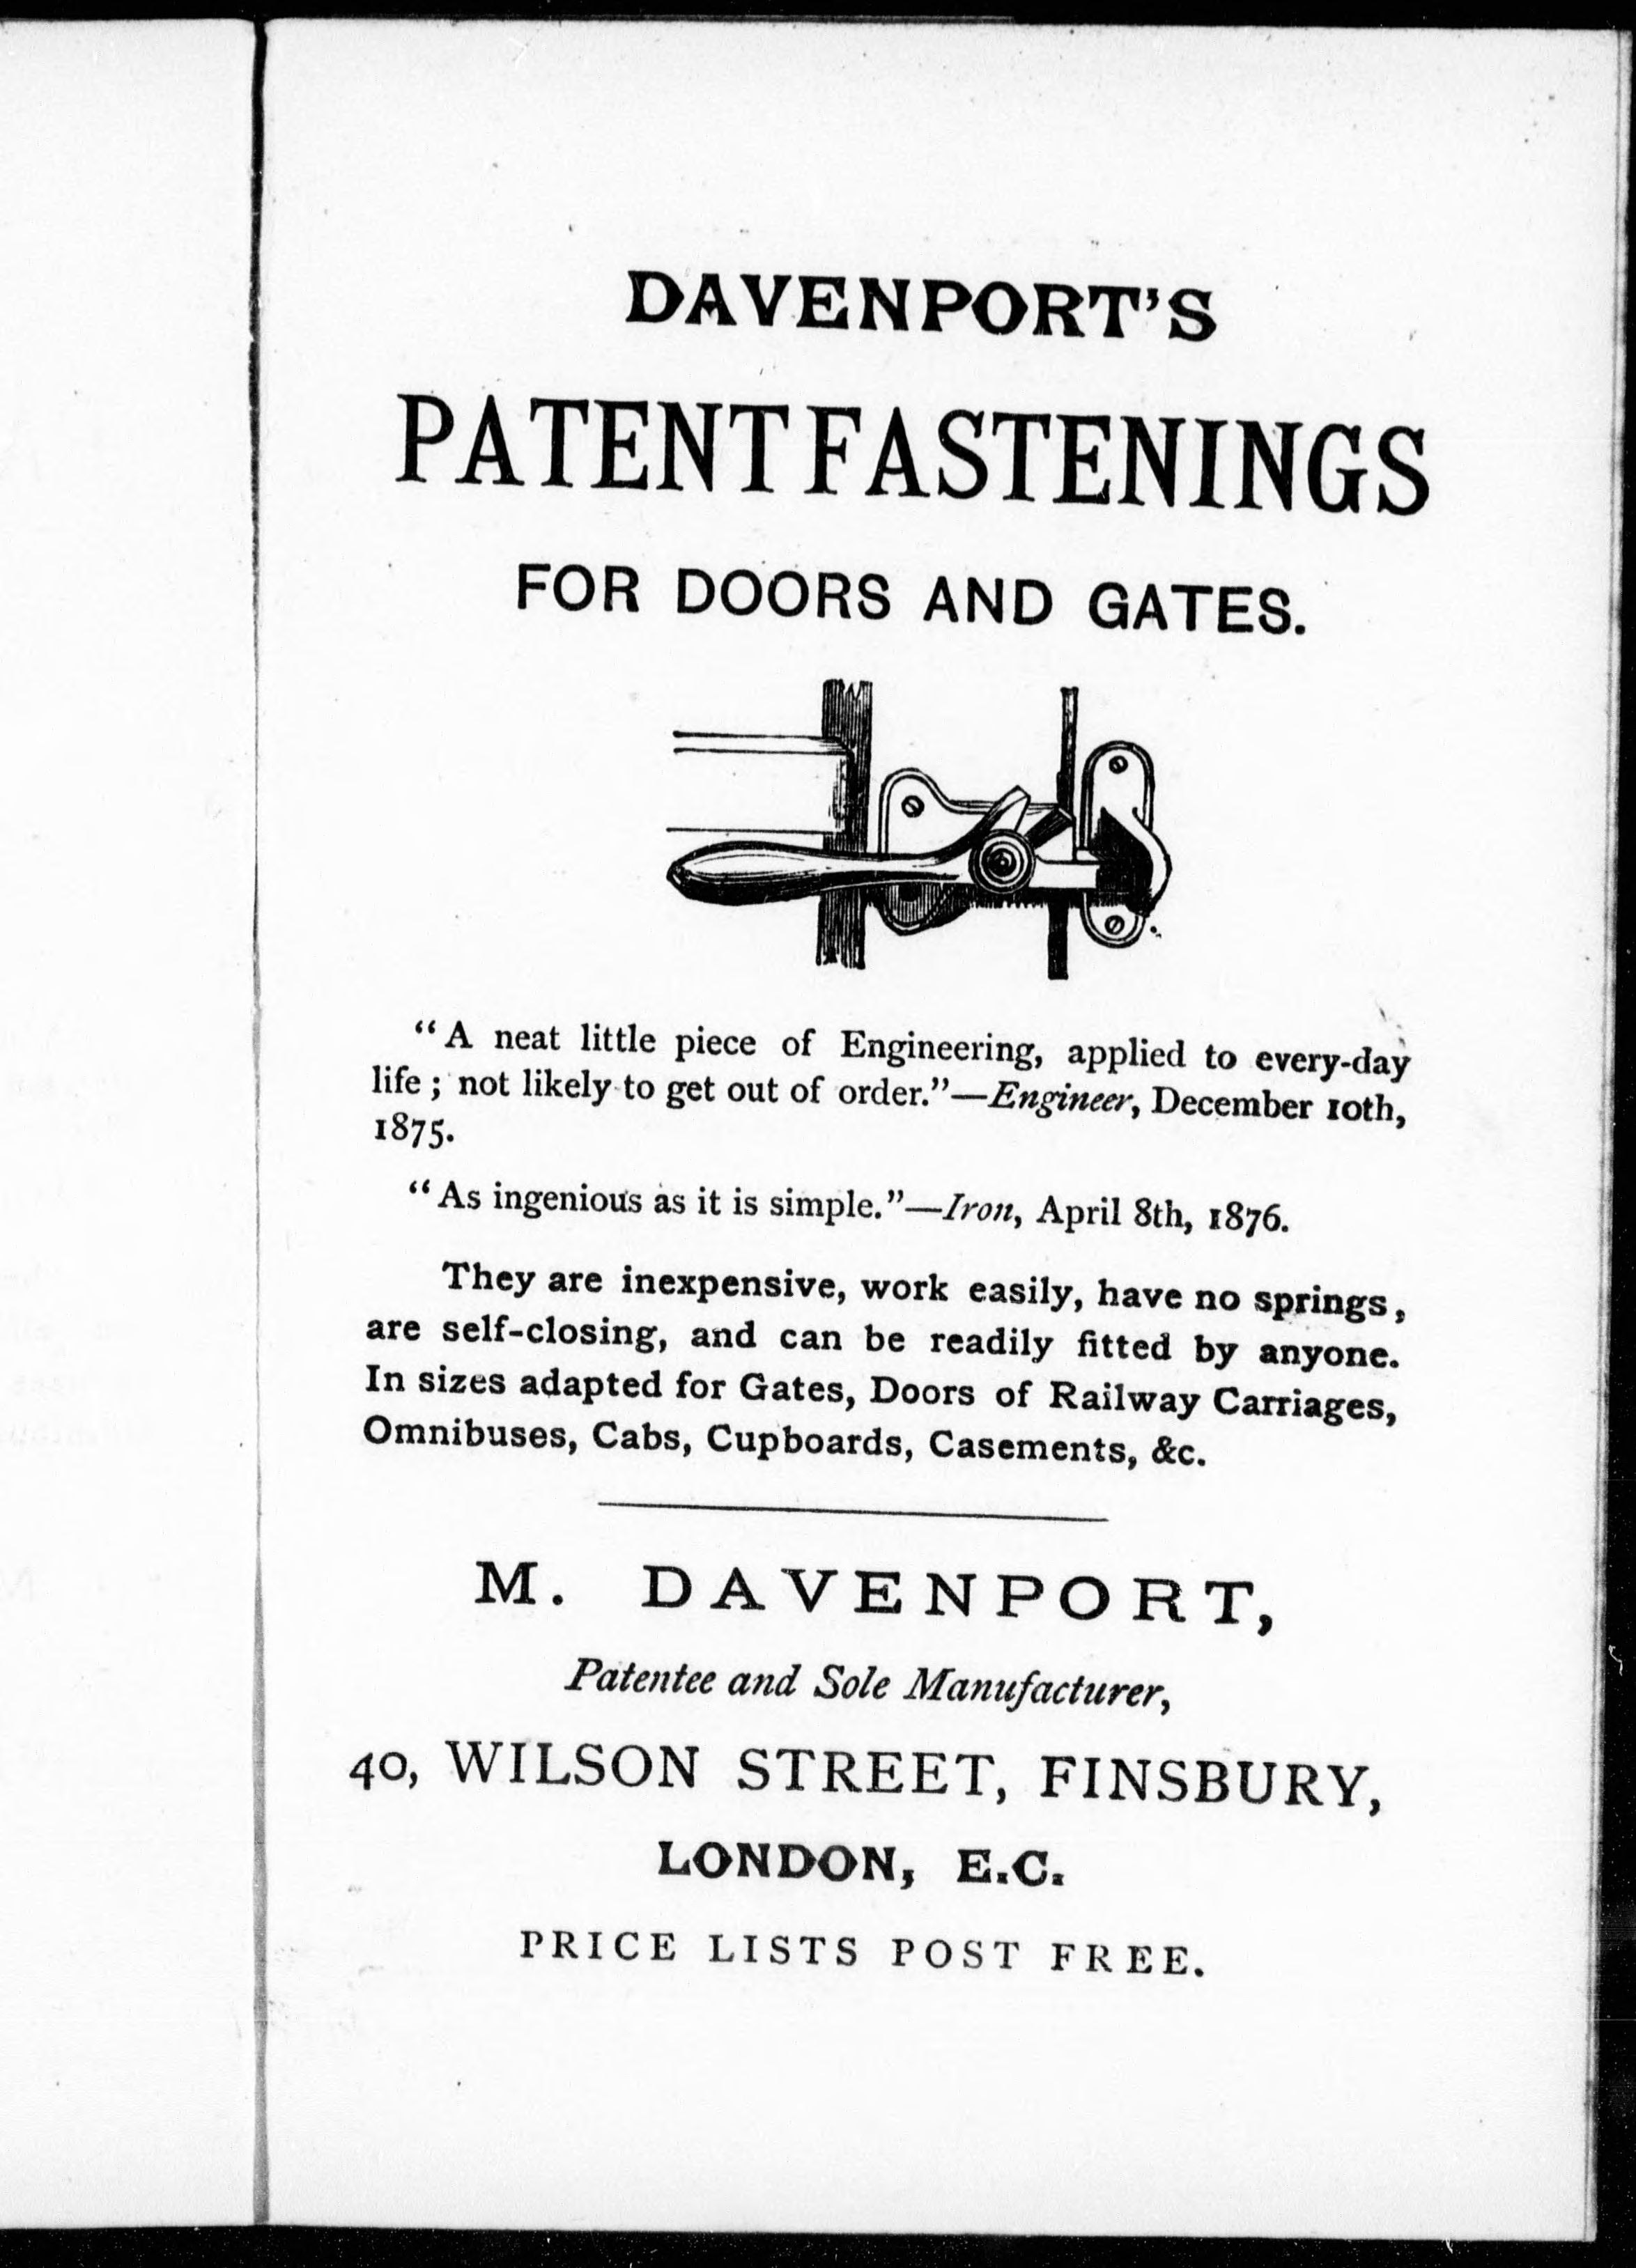 DAVENPORT'S
PATENT FASTENINGS
FOR DOORS AND GATES.
“A neat little piece of Engineering, applied to every-day
life ; not likely to get out of order.”—Engineer, December 10th,
1875.
“As ingenious as it is simple.”—Iron, April 8th, 1876.
They are inexpensive, work easily, have no springs,
are self-closing, and can be readily fitted by anyone.
In sizes adapted for Gates, Doors of Railway Carriages,
Omnibuses, Cabs, Cupboards, Casements, &c.
M. DAVENPORT,
Patentee and Sole Manufacturer,
40, WILSON STREET, FINSBURY,
LONDON, E.C.
PRICE LISTS POST FREE.